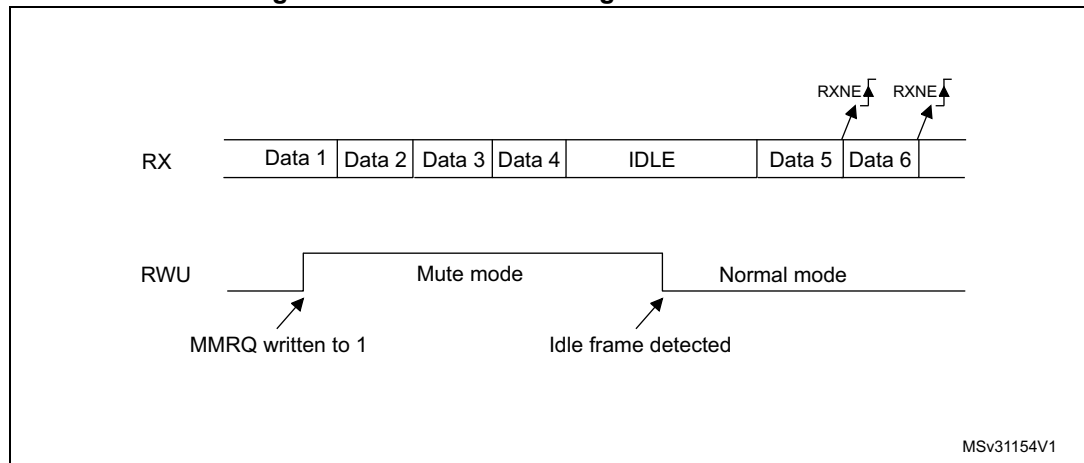 RXNE RXNE
RX Data 1 Data 2 Data 3 Data 4 IDLE Data 5 Data 6
RWU Mute mode Normal mode
MMRQ written to 1 Idle frame detected
MSv31154V1